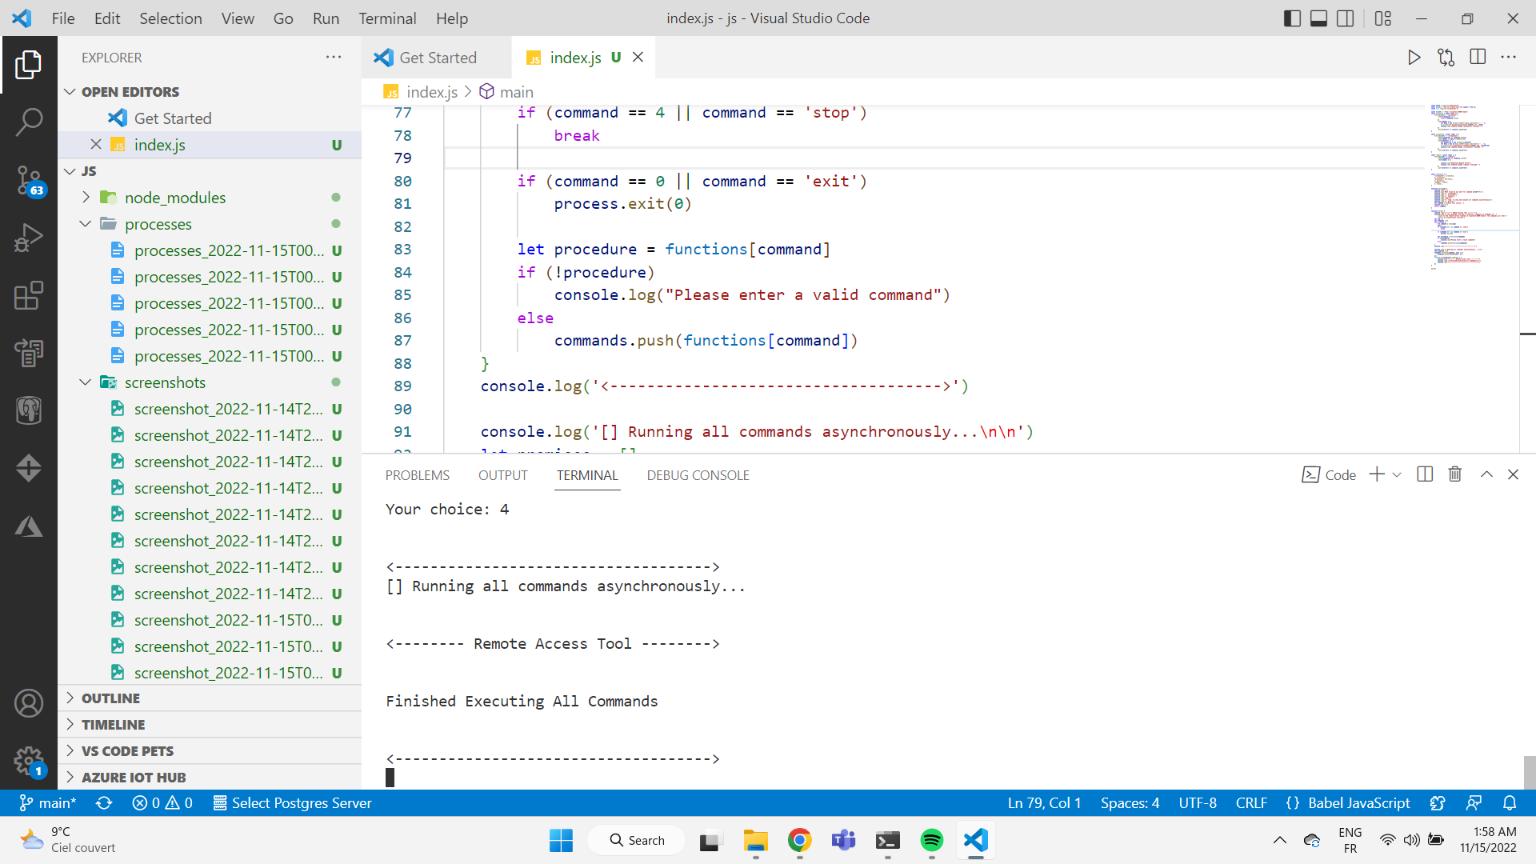 File Edit Selection View Go Run Terminal Help
index.js - js - Visual Studio Code
EXPLORER
OPEN EDITORS
Get Started
index.js U
JS
node_modules
processes
processes_2022-11-15T00... U
processes_2022-11-15T00... U
processes_2022-11-15T00... U
processes_2022-11-15T00... U
processes_2022-11-15T00... U
screenshots
screenshot_2022-11-14T2... U
screenshot_2022-11-14T2... U
screenshot_2022-11-14T2... U
screenshot_2022-11-14T2... U
screenshot_2022-11-14T2... U
screenshot_2022-11-14T2... U
screenshot_2022-11-14T2... U
screenshot_2022-11-14T2... U
screenshot_2022-11-15T0... U
screenshot_2022-11-15T0... U
screenshot_2022-11-15T0... U
OUTLINE
TIMELINE
VS CODE PETS
AZURE IOT HUB
63
1
Get Started
JS index.js U
JS index.js > main
77 if (command == 4 || command == 'stop')
78 break
79
80 if (command == 0 || command == 'exit')
81 process.exit(0)
82
83 let procedure = functions[command]
84 if (!procedure)
85 console.log("Please enter a valid command")
86 else
87 commands.push(functions[command])
88 }
89 console.log('<----------------------------------->')
90
91 console.log('[] Running all commands asynchronously...\n\n')
PROBLEMS OUTPUT TERMINAL DEBUG CONSOLE
Code
Your choice: 4
<----------------------------------->
[] Running all commands asynchronously...
<-------- Remote Access Tool -------->
Finished Executing All Commands
<----------------------------------->
main* 0 0 Select Postgres Server
Ln 79, Col 1 Spaces: 4 UTF-8 CRLF {} Babel JavaScript
9°C
Ciel couvert
Search
ENG
FR
1:58 AM
11/15/2022